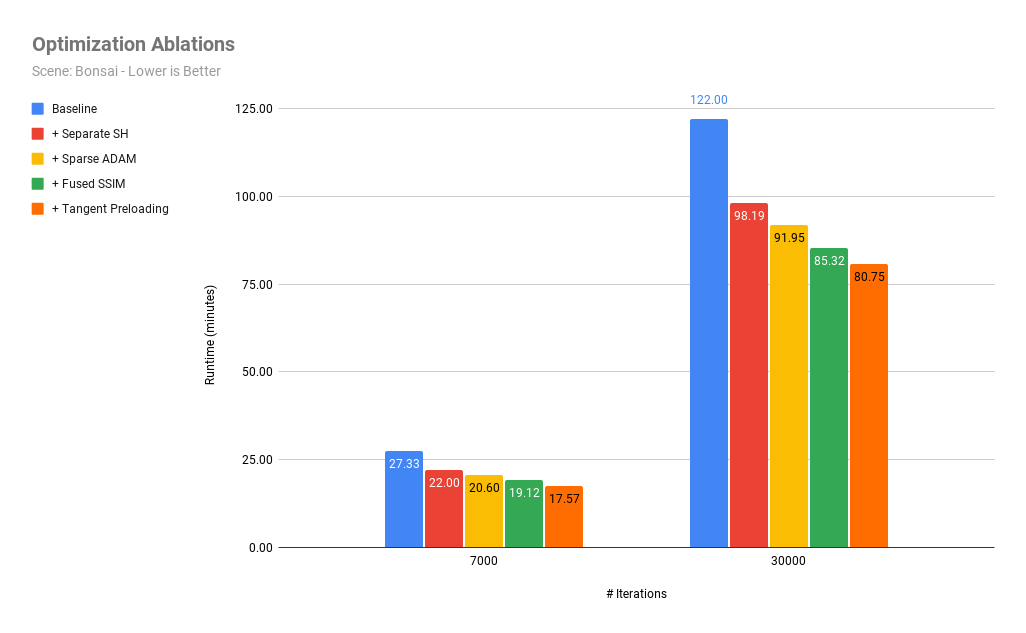 Optimization Ablations
Scene: Bonsai - Lower is Better
Baseline
+ Separate SH
+ Sparse ADAM
+ Fused SSIM
+ Tangent Preloading
Runtime (minutes)
125.00
100.00
75.00
50.00
25.00
0.00
27.33
22.00
20.60
19.12
17.57
122.00
98.19
91.95
85.32
80.75
7000
30000
# Iterations